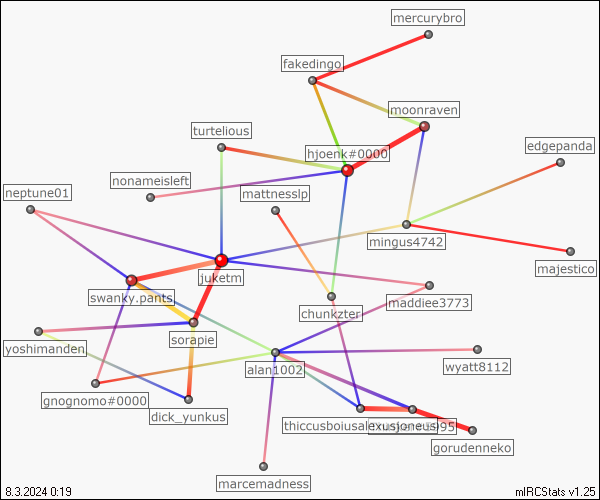 mercurybro
fakedingo
moonraven
turtelious
edgepanda
hjoenk#0000
nonameisleft
neptune01
mattnesslp
mingus4742
majestico
juketm
swanky.pants
maddiee3773
chunkzter
sorapie
yoshimanden
alan1002
wyatt8112
gnognomo#0000
dick_yunkus
thiccusboiusalexusjoneus
gorudenneko
marcemadness
8.3.2024 0:19
mIRCStats v1.25